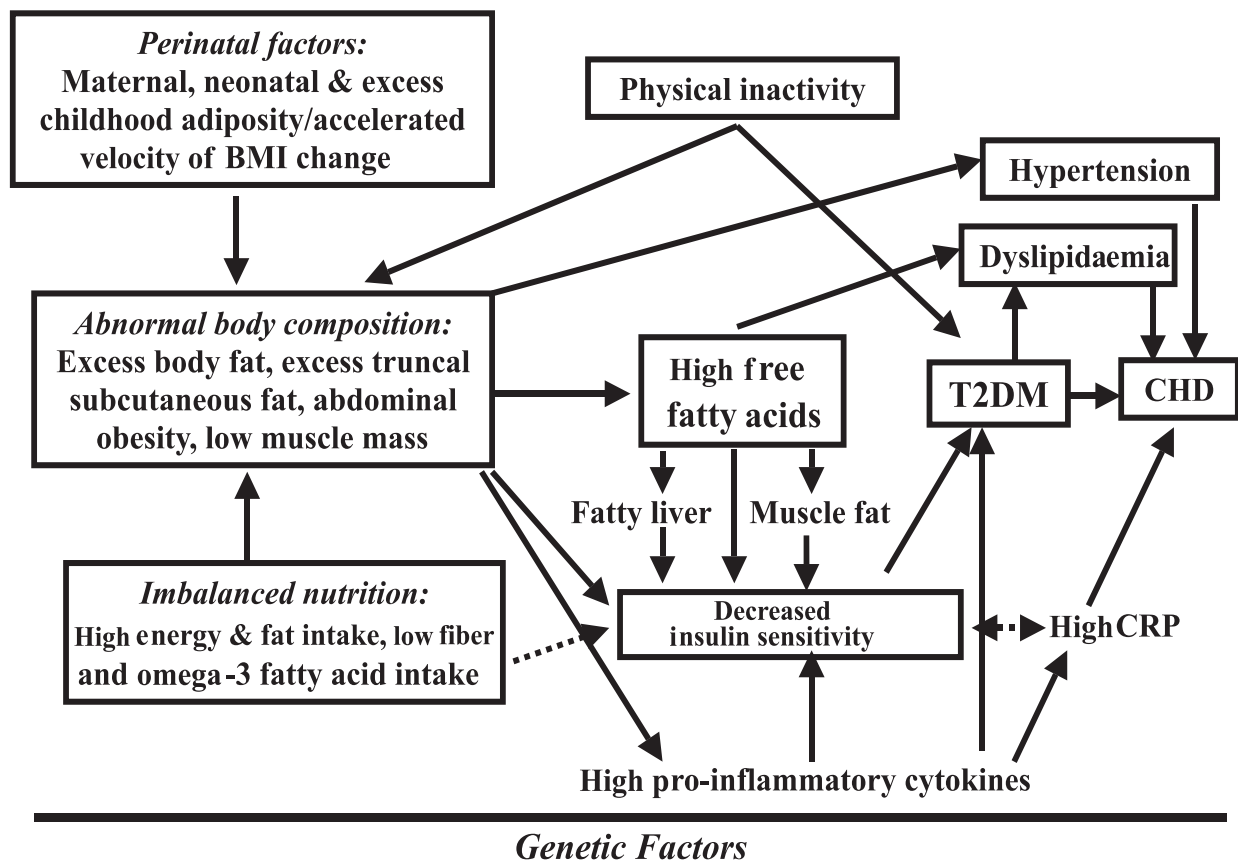 Perinatal factors:
Maternal, neonatal & excess
childhood adiposity/accelerated
velocity of BMI change
Physical inactivity
Hypertension
Dyslipidaemia
Abnormal body composition:
Excess body fat, excess truncal
subcutaneous fat, abdominal
obesity, low muscle mass
High free
fatty acids
T2DM
CHD
Fatty liver
Muscle fat
Imbalanced nutrition:
High energy & fat intake, low fiber
and omega-3 fatty acid intake
Decreased
insulin sensitivity
High CRP
High pro-inflammatory cytokines
Genetic Factors